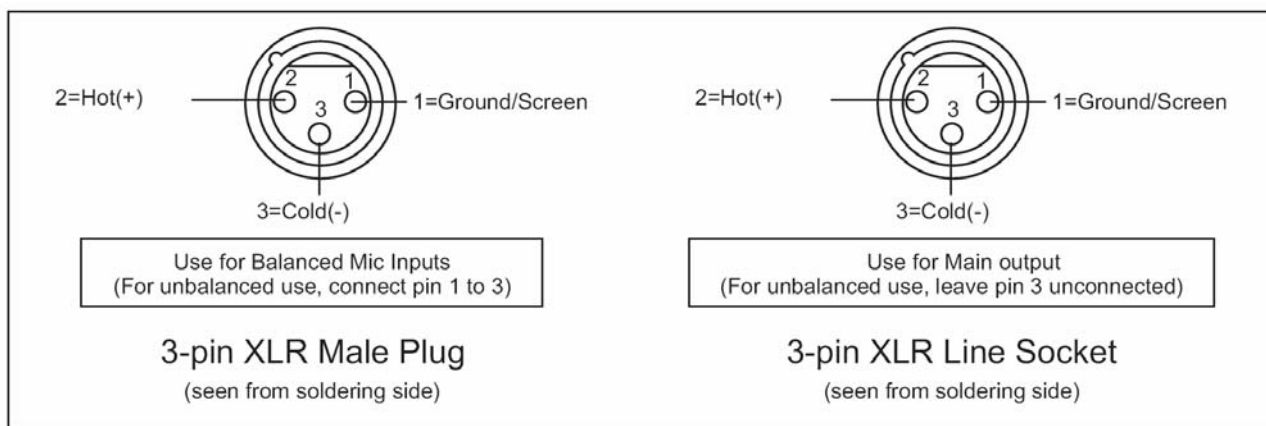 2=Hot(+)
2
1
3
1=Ground/Screen
3=Cold(-)
Use for Balanced Mic Inputs
(For unbalanced use, connect pin 1 to 3)
3-pin XLR Male Plug
(seen from soldering side)
2=Hot(+)
2
1
3
1=Ground/Screen
3=Cold(-)
Use for Main output
(For unbalanced use, leave pin 3 unconnected)
3-pin XLR Line Socket
(seen from soldering side)